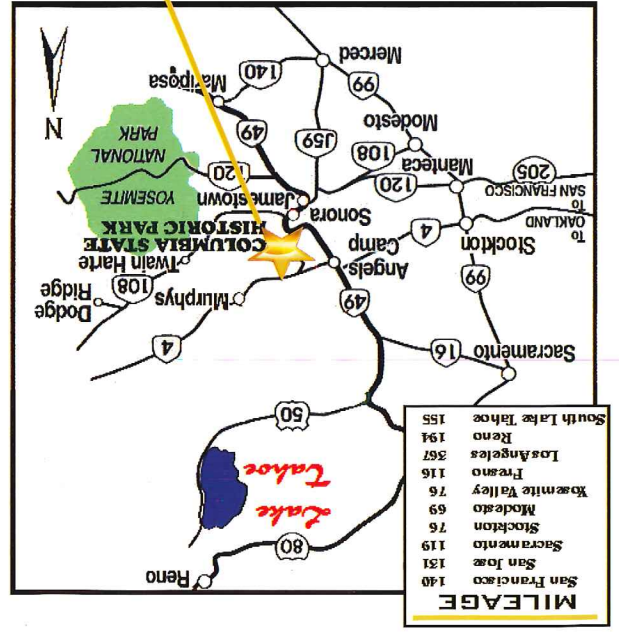 MILEAGE
San Francisco 140
San Jose 131
Sacramento 119
Stockton 76
Modesto 69
Yosemite Valley 76
Fresno 116
Los Angeles 367
Reno 194
South Lake Tahoe 155
Reno
80
Lake
Tahoe
50
Sacramento
16
4
49
Murphys
Dodge
Ridge
108
99
Angels
Camp
Twain Harte
Stockton
4
To
OAKLAND
COLUMBIA STATE
HISTORIC PARK
Sonora
Jamestown
To
SAN FRANCISCO
205
120
Manteca
108
120
YOSEMITE
NATIONAL
PARK
Modesto
J59
49
99
140
Mariposa
Merced
N